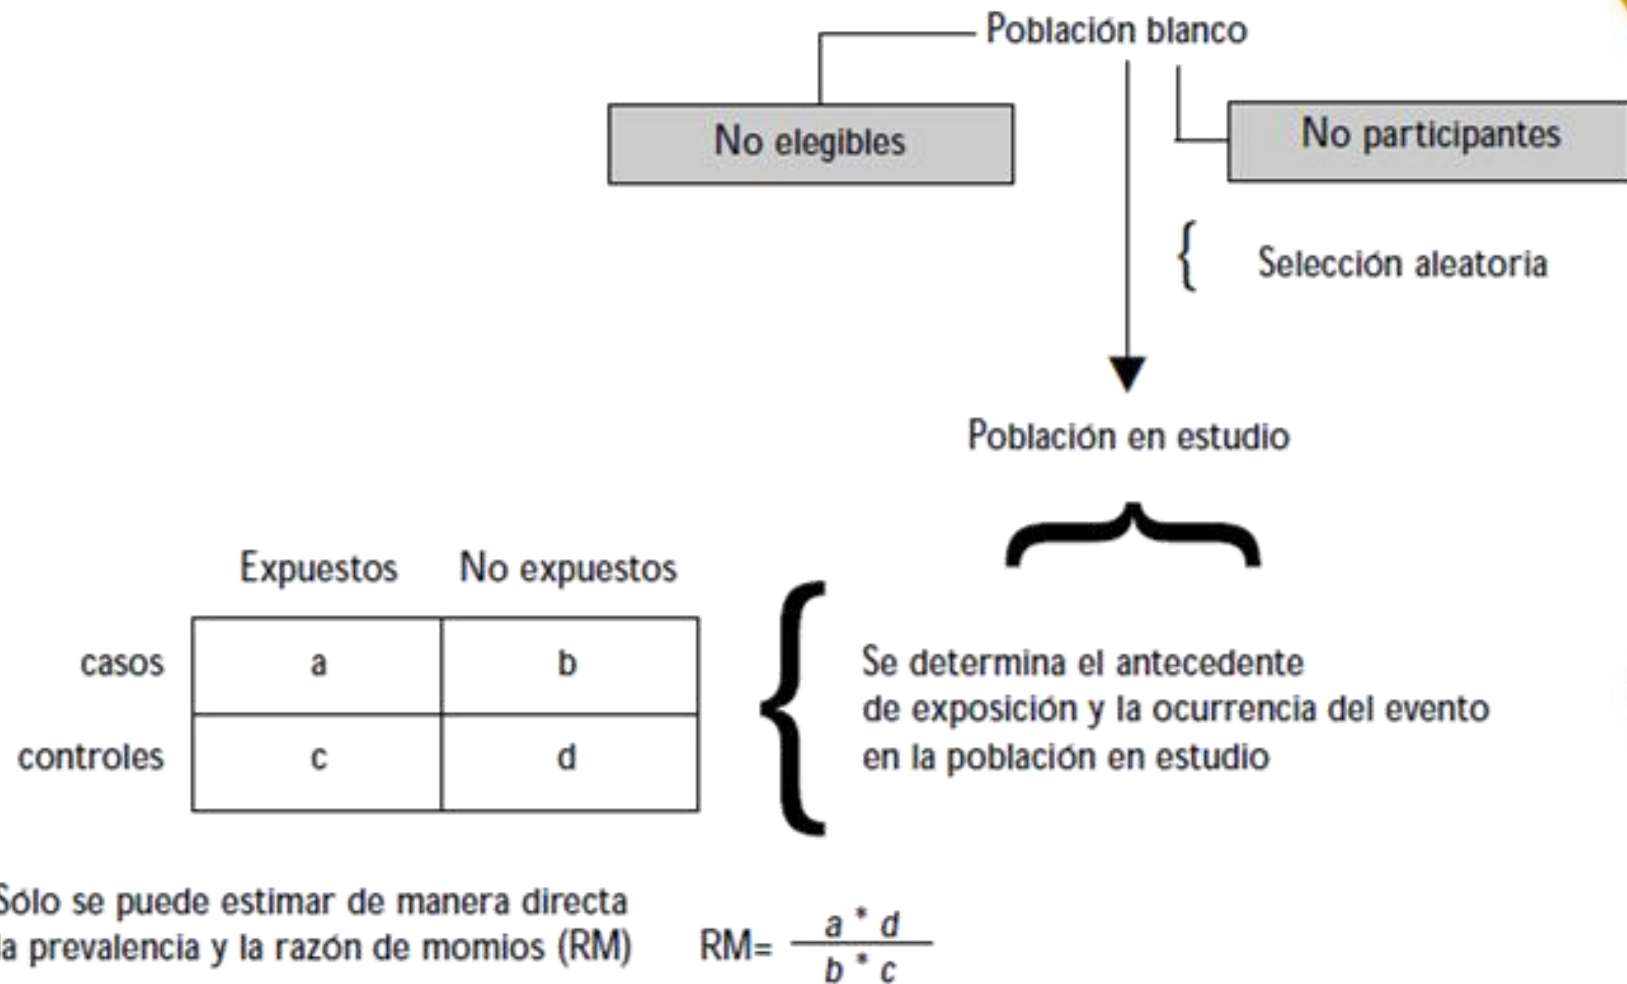 Población blanco
No elegibles
No participantes
{ Selección aleatoria
Población en estudio
Expuestos No expuestos
casos a b
controles c d
Se determina el antecedente
de exposición y la ocurrencia del evento
en la población en estudio
Sólo se puede estimar de manera directa
la prevalencia y la razón de momios (RM)
RM= a * d
b * c